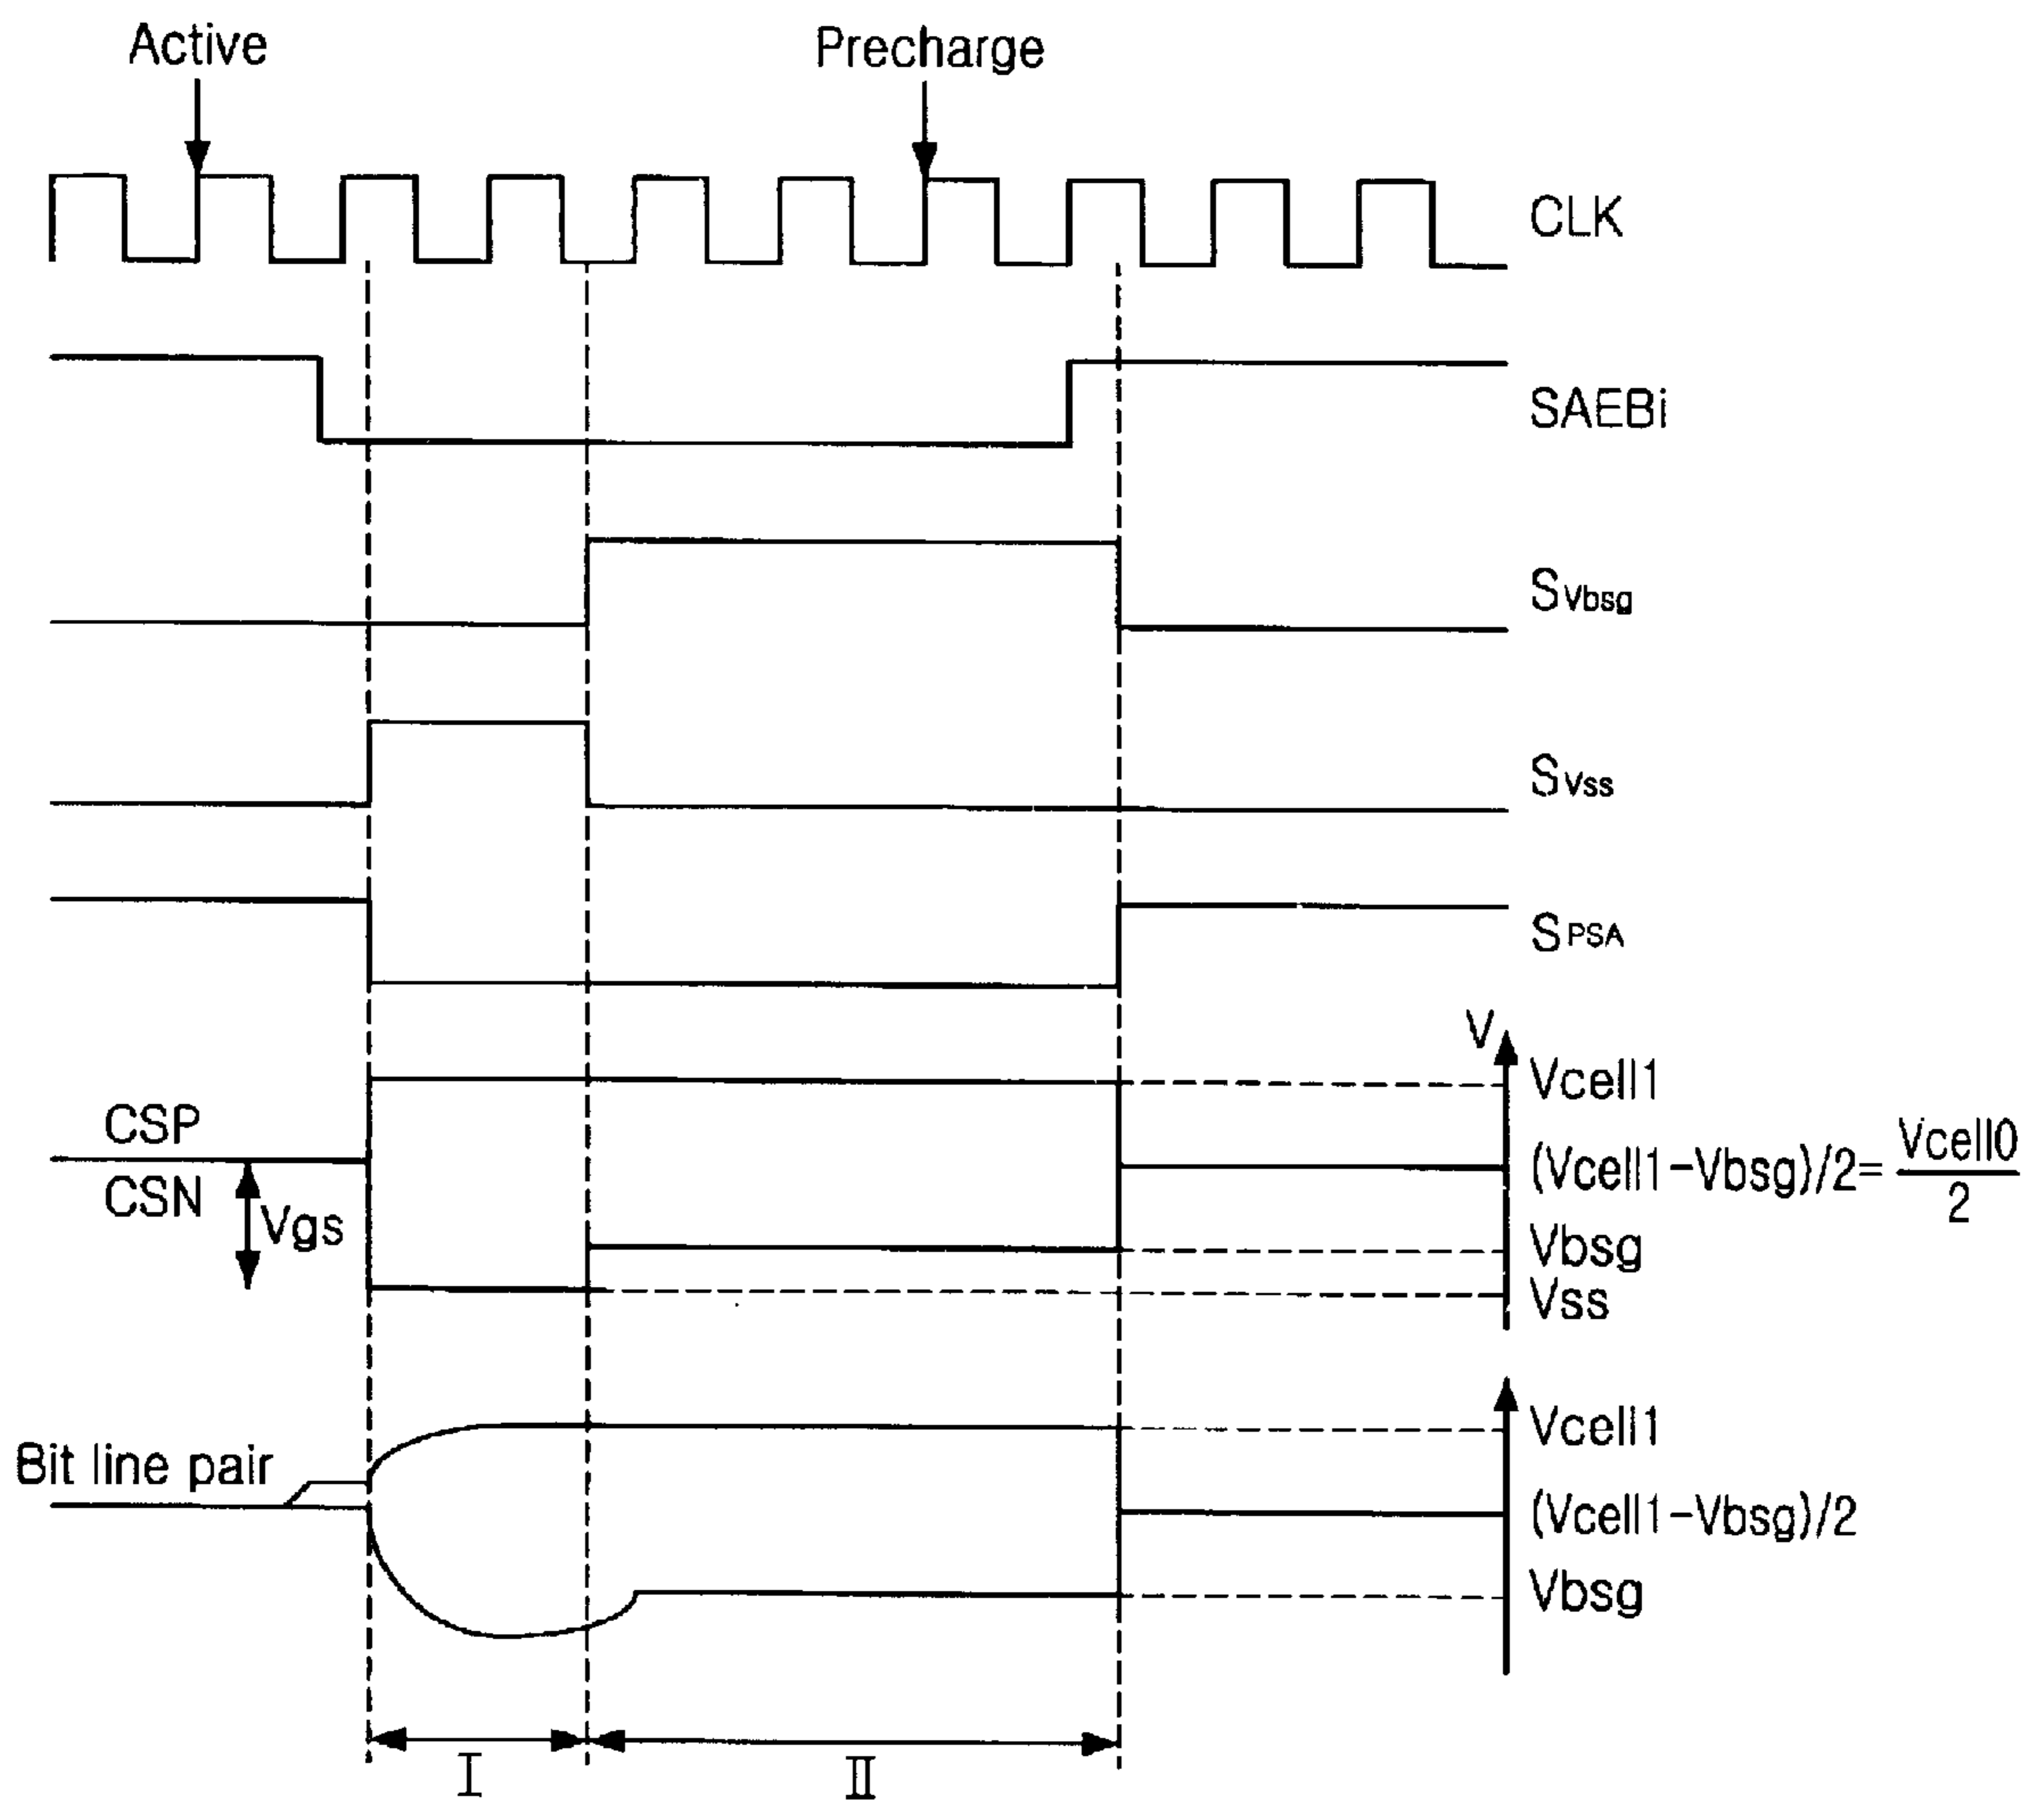 Active
Precharge
CLK
SAEBi
SVbsg
SVss
SPSA
V
Vcell1
CSP
(Vcell1-Vbsg)/2= Vcell0/2
CSN
Vgs
Vbsg
Vss
Vcell1
Bit line pair
(Vcell1-Vbsg)/2
Vbsg
I
II